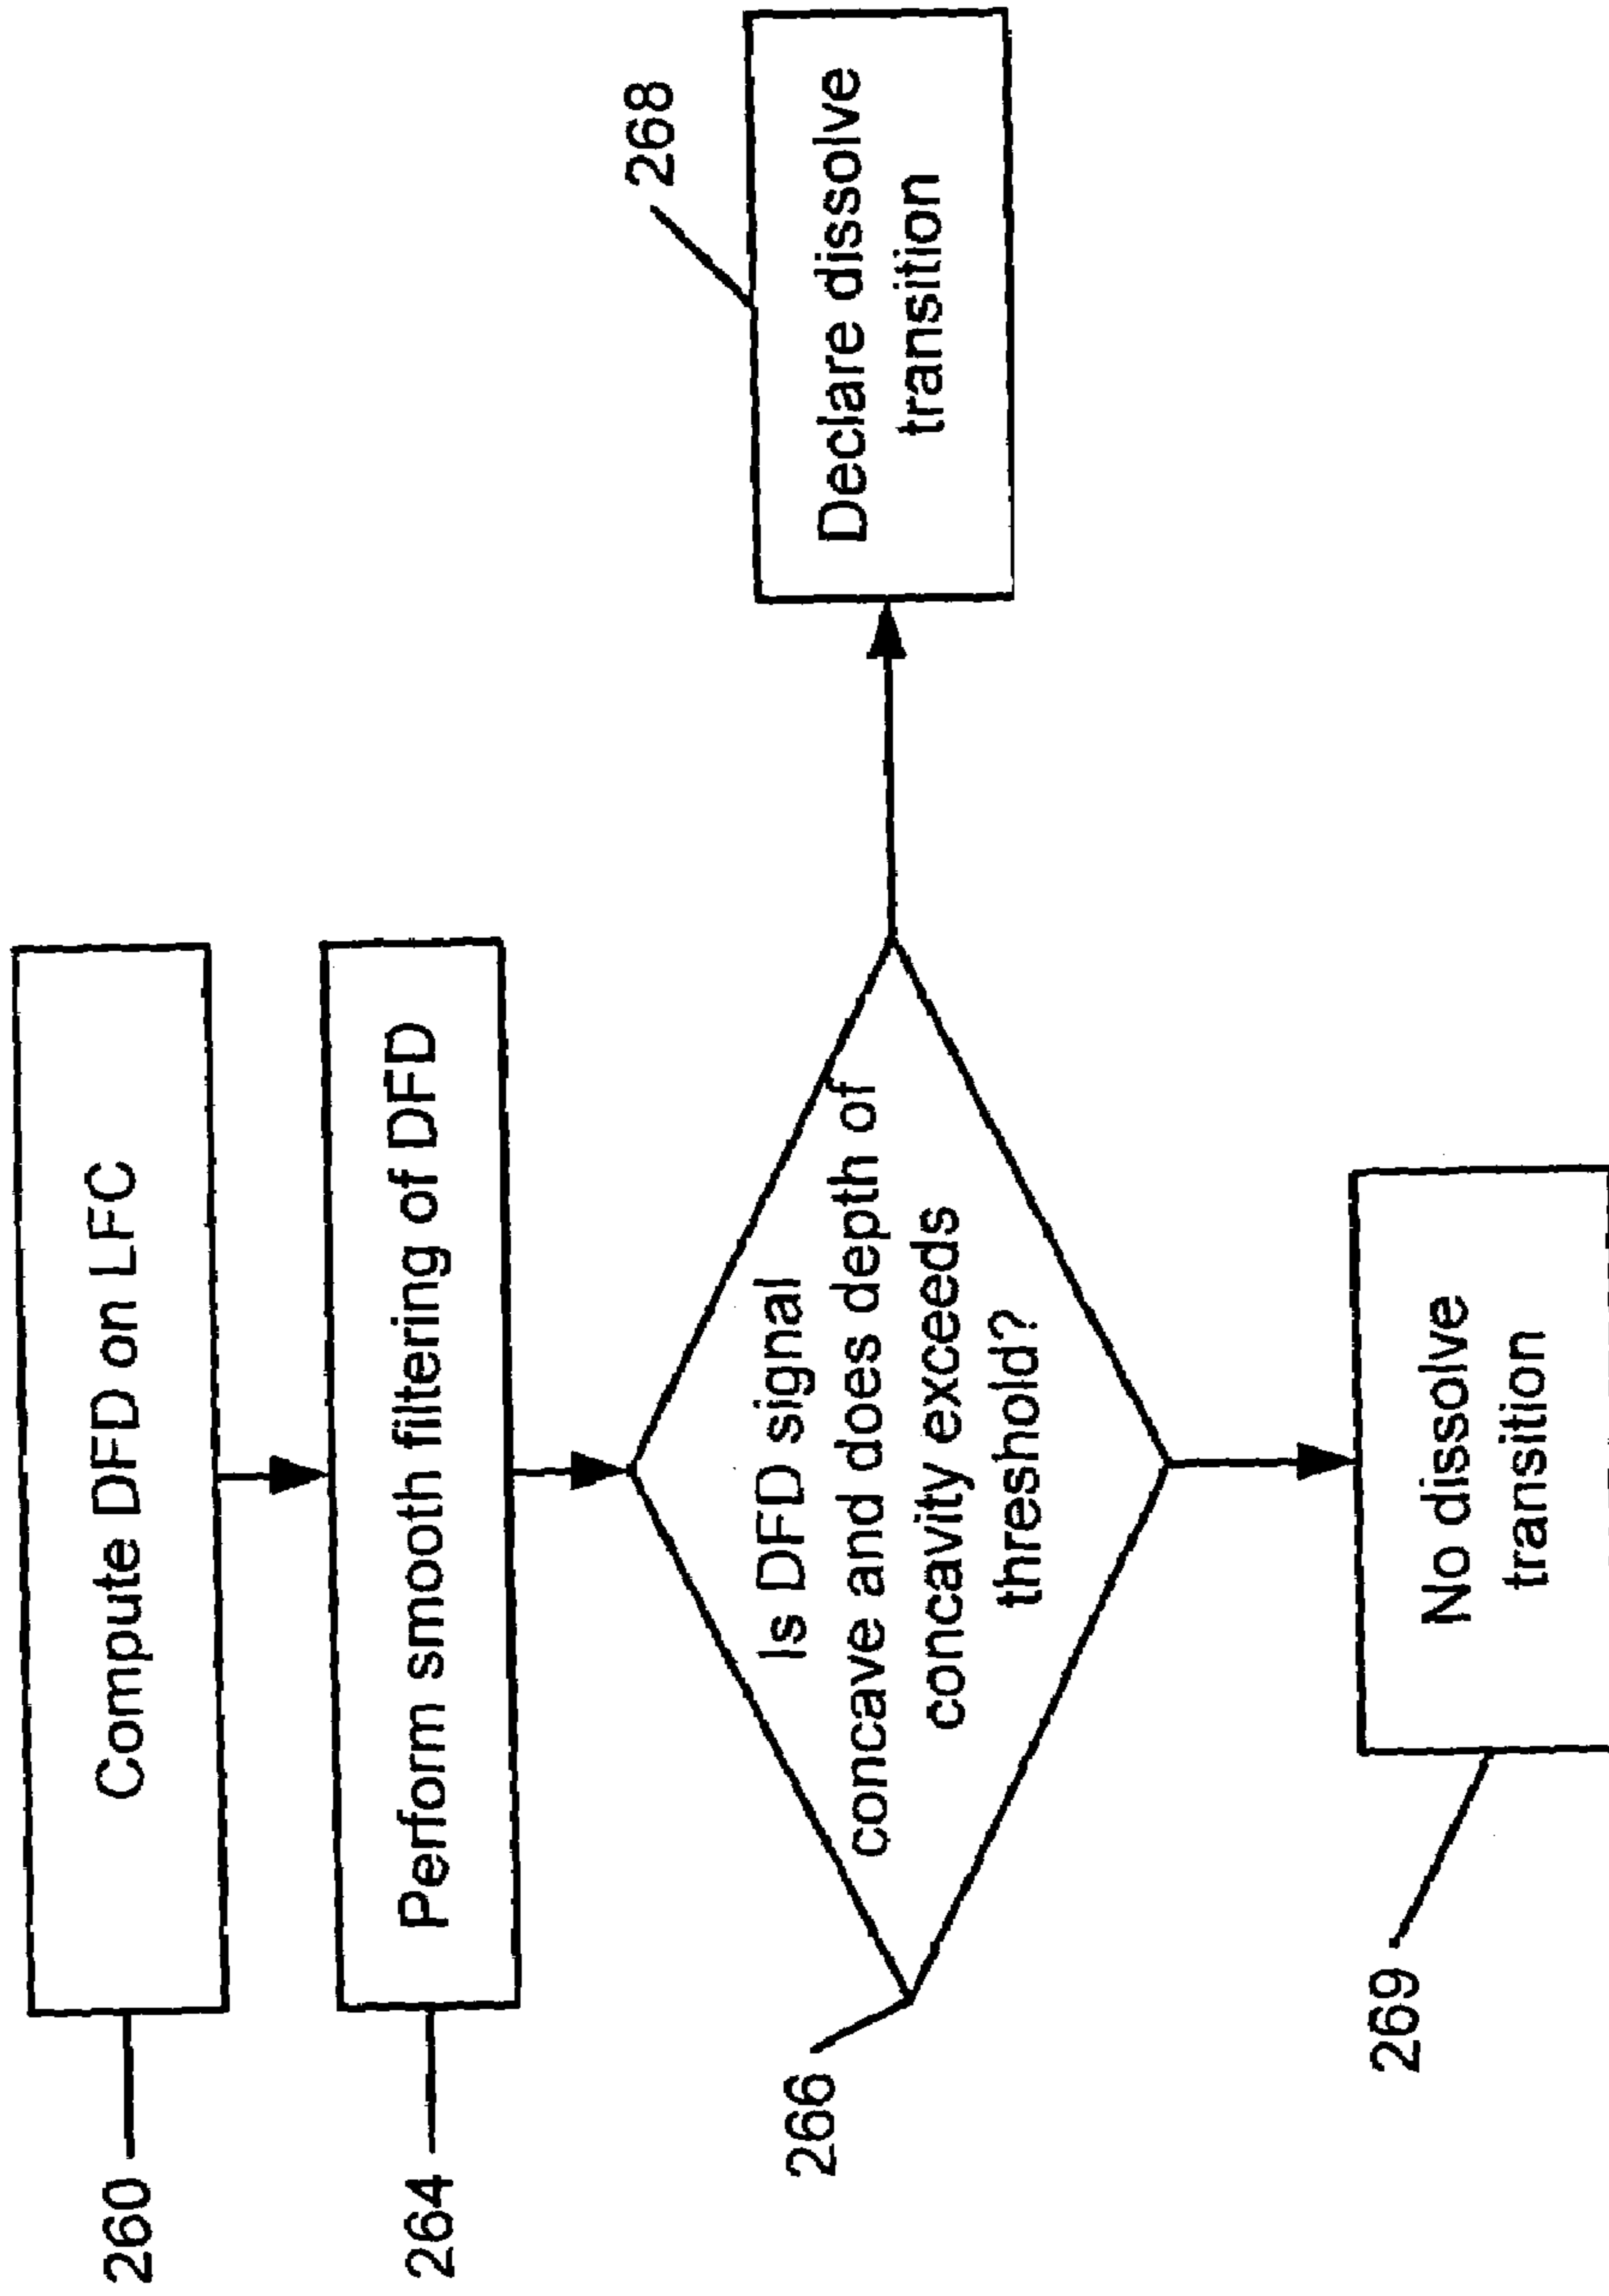 260
Compute DFD on LFC
264
Perform smooth filtering of DFD
266
Is DFD signal
concave and does depth of
concavity exceeds
threshold?
268
Declare dissolve
transition
269
No dissolve
transition